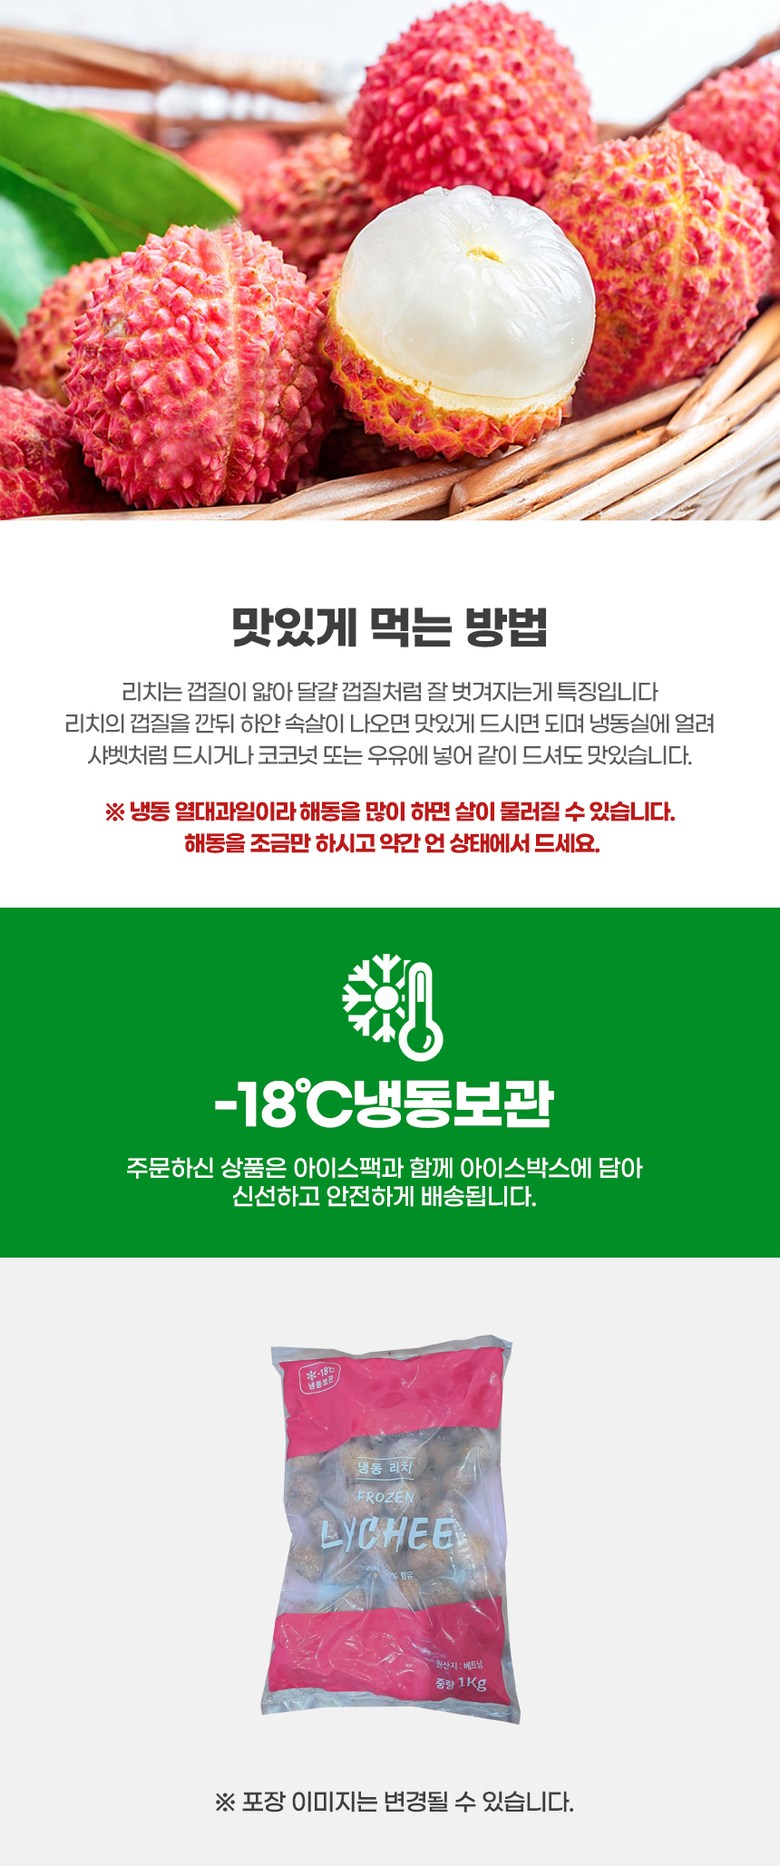 맛있게 먹는 방법
리치는 껍질이 얇아 달걀 껍질처럼 잘 벗겨지는게 특징입니다
리치의 껍질을 깐뒤 하얀 속살이 나오면 맛있게 드시면 되며 냉동실에 얼려
샤벳처럼 드시거나 코코넛 또는 우유에 넣어 같이 드셔도 맛있습니다.
※ 냉동 열대과일이라 해동을 많이 하면 살이 물러질 수 있습니다.
해동을 조금만 하시고 약간 언 상태에서 드세요.
-18℃냉동보관
주문하신 상품은 아이스팩과 함께 아이스박스에 담아
신선하고 안전하게 배송됩니다.
-18℃
냉동보관
냉동 리치
FROZEN
LYCHEE
함유
원산지 : 베트남
중량 1Kg
※ 포장 이미지는 변경될 수 있습니다.